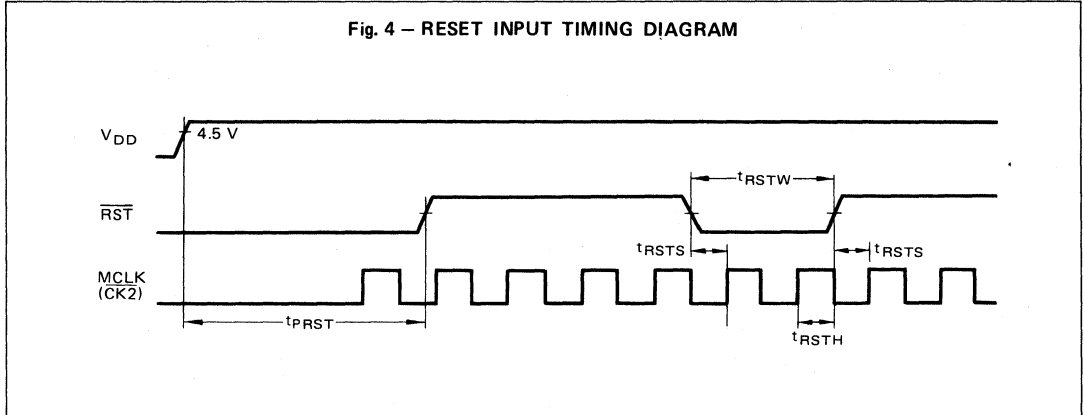 Fig. 4 – RESET INPUT TIMING DIAGRAM
VDD
4.5 V
tRSTW
RST
tRSTS
tRSTS
MCLK
(CK2)
tPRST
tRSTH